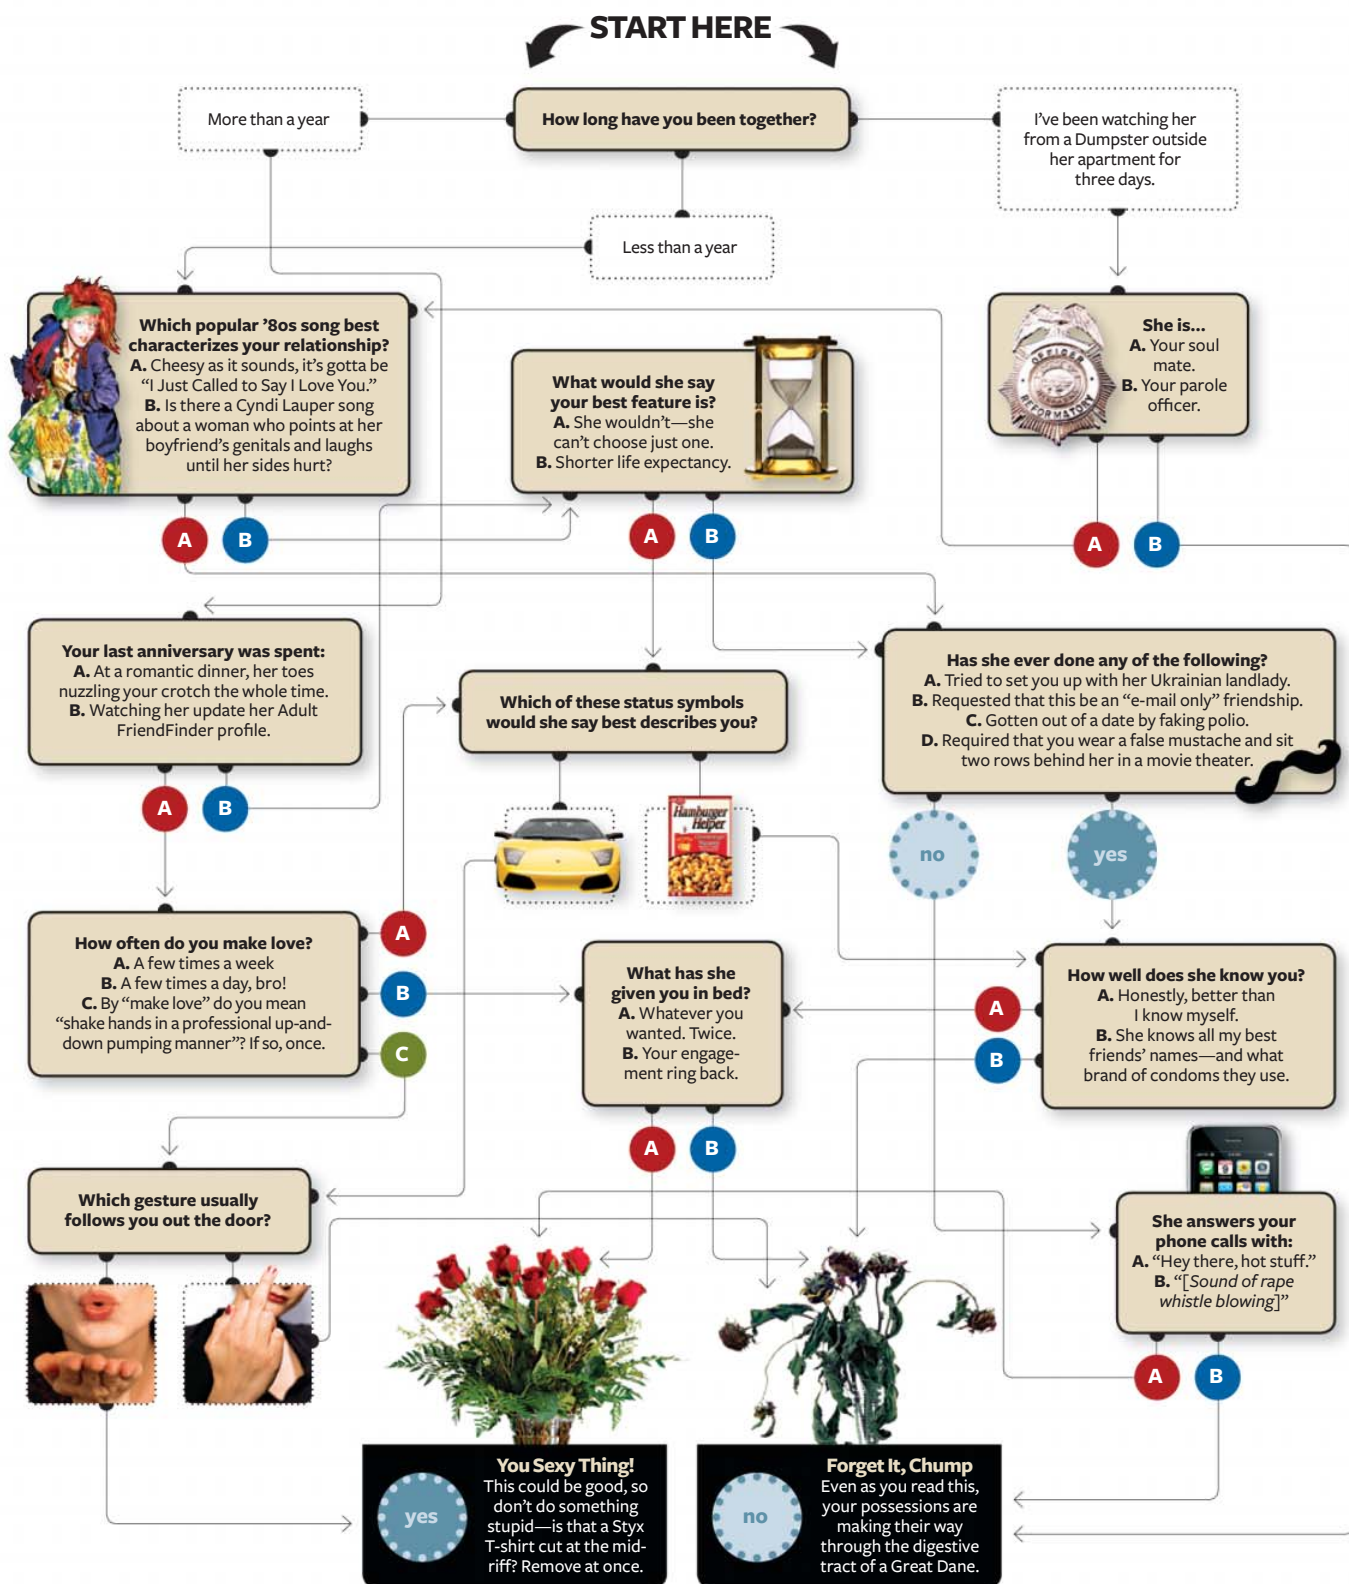 START HERE
More than a year
How long have you been together?
I've been watching her
from a Dumpster outside
her apartment for
three days.
Less than a year
Which popular ’80s song best
characterizes your relationship?
A. Cheesy as it sounds, it's gotta be
“I Just Called to Say I Love You.”
B. Is there a Cyndi Lauper song
about a woman who points at her
boyfriend's genitals and laughs
until her sides hurt?
A
B
What would she say
your best feature is?
A. She wouldn't—she
can't choose just one.
B. Shorter life expectancy.
A
B
OFFICER
REFORMATORY
She is...
A. Your soul
mate.
B. Your parole
officer.
A
B
Your last anniversary was spent:
A. At a romantic dinner, her toes
nuzzling your crotch the whole time.
B. Watching her update her Adult
FriendFinder profile.
A
B
Which of these status symbols
would she say best describes you?
Hamburger
Helper
Has she ever done any of the following?
A. Tried to set you up with her Ukrainian landlady.
B. Requested that this be an “e-mail only” friendship.
C. Gotten out of a date by faking polio.
D. Required that you wear a false mustache and sit
two rows behind her in a movie theater.
no
yes
How often do you make love?
A. A few times a week
B. A few times a day, bro!
C. By “make love” do you mean
“shake hands in a professional up-and-
down pumping manner”? If so, once.
A
B
C
What has she
given you in bed?
A. Whatever you
wanted. Twice.
B. Your engage-
ment ring back.
A
B
How well does she know you?
A. Honestly, better than
I know myself.
B. She knows all my best
friends' names—and what
brand of condoms they use.
A
B
Which gesture usually
follows you out the door?
She answers your
phone calls with:
A. “Hey there, hot stuff.”
B. “[Sound of rape
whistle blowing]”
A
B
yes
You Sexy Thing!
This could be good, so
don't do something
stupid—is that a Styx
T-shirt cut at the mid-
riff? Remove at once.
no
Forget It, Chump
Even as you read this,
your possessions are
making their way
through the digestive
tract of a Great Dane.